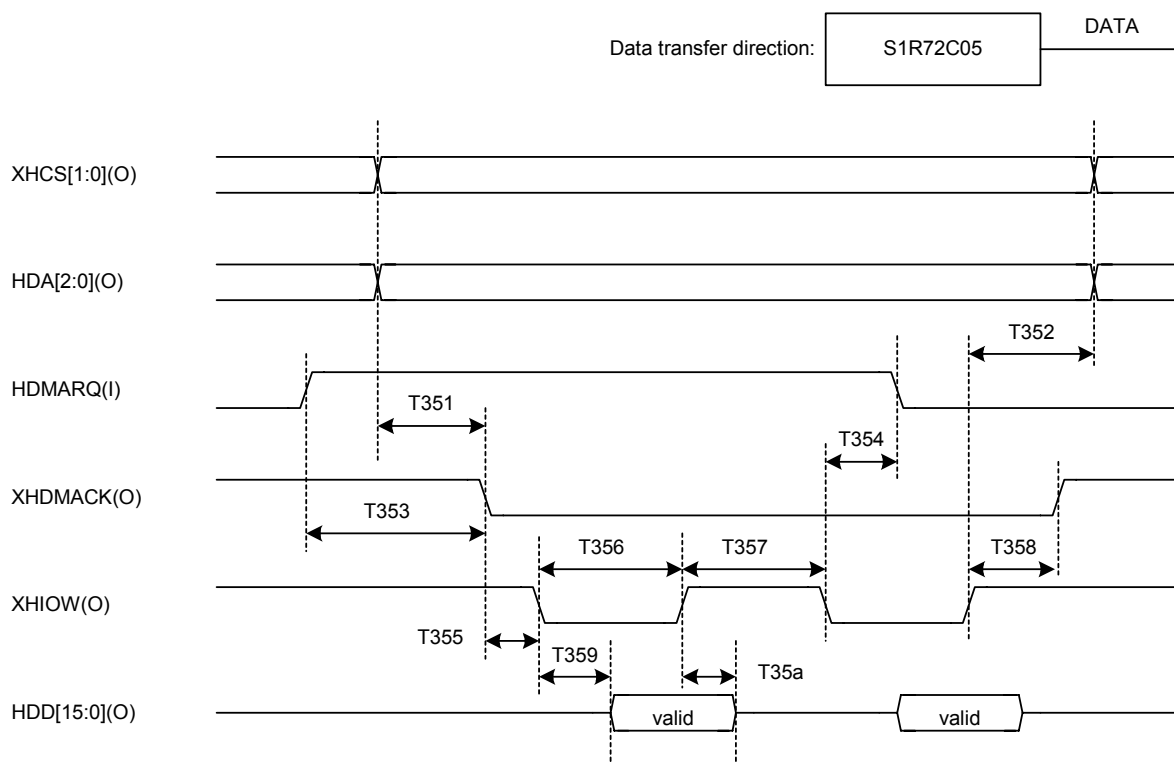 DATA
Data transfer direction: S1R72C05
XHCS[1:0](O)
HDA[2:0](O)
T352
HDMARQ(I)
T351
T354
XHDMACK(O)
T353
T356 T357 T358
XHIOW(O)
T355
T359 T35a
HDD[15:0](O) valid valid